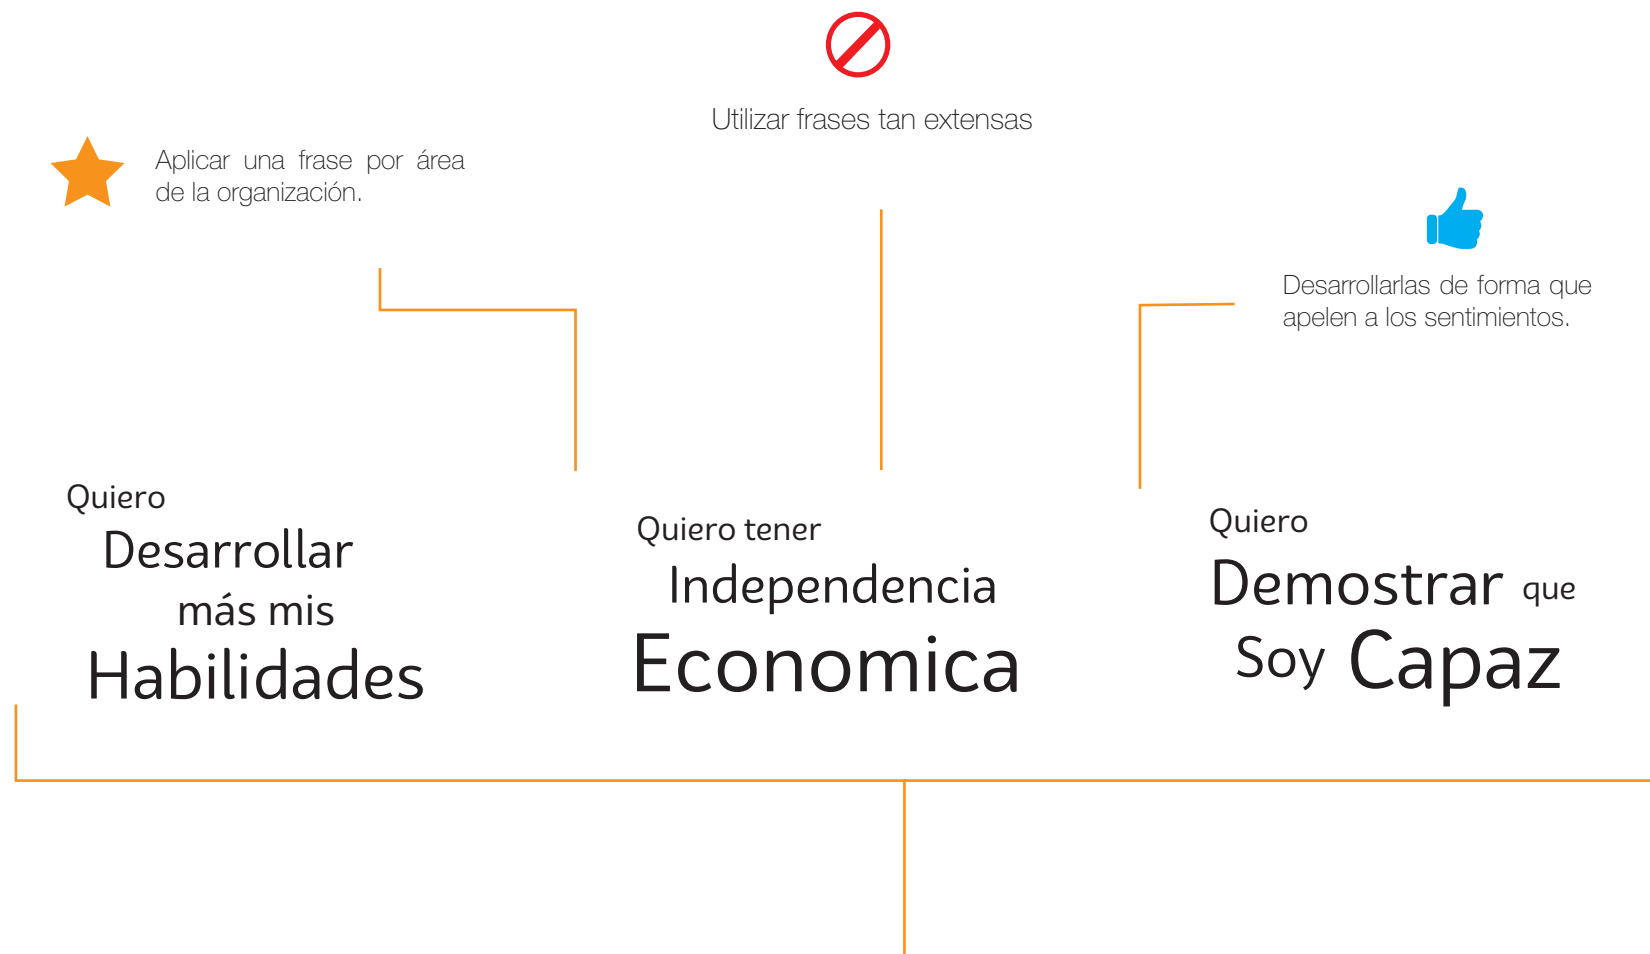 Utilizar frases tan extensas
Aplicar una frase por área
de la organización.
Desarrollarlas de forma que
apelen a los sentimientos.
Quiero
Desarrollar
más mis
Habilidades
Quiero tener
Independencia
Economica
Quiero
Demostrar que
Soy Capaz